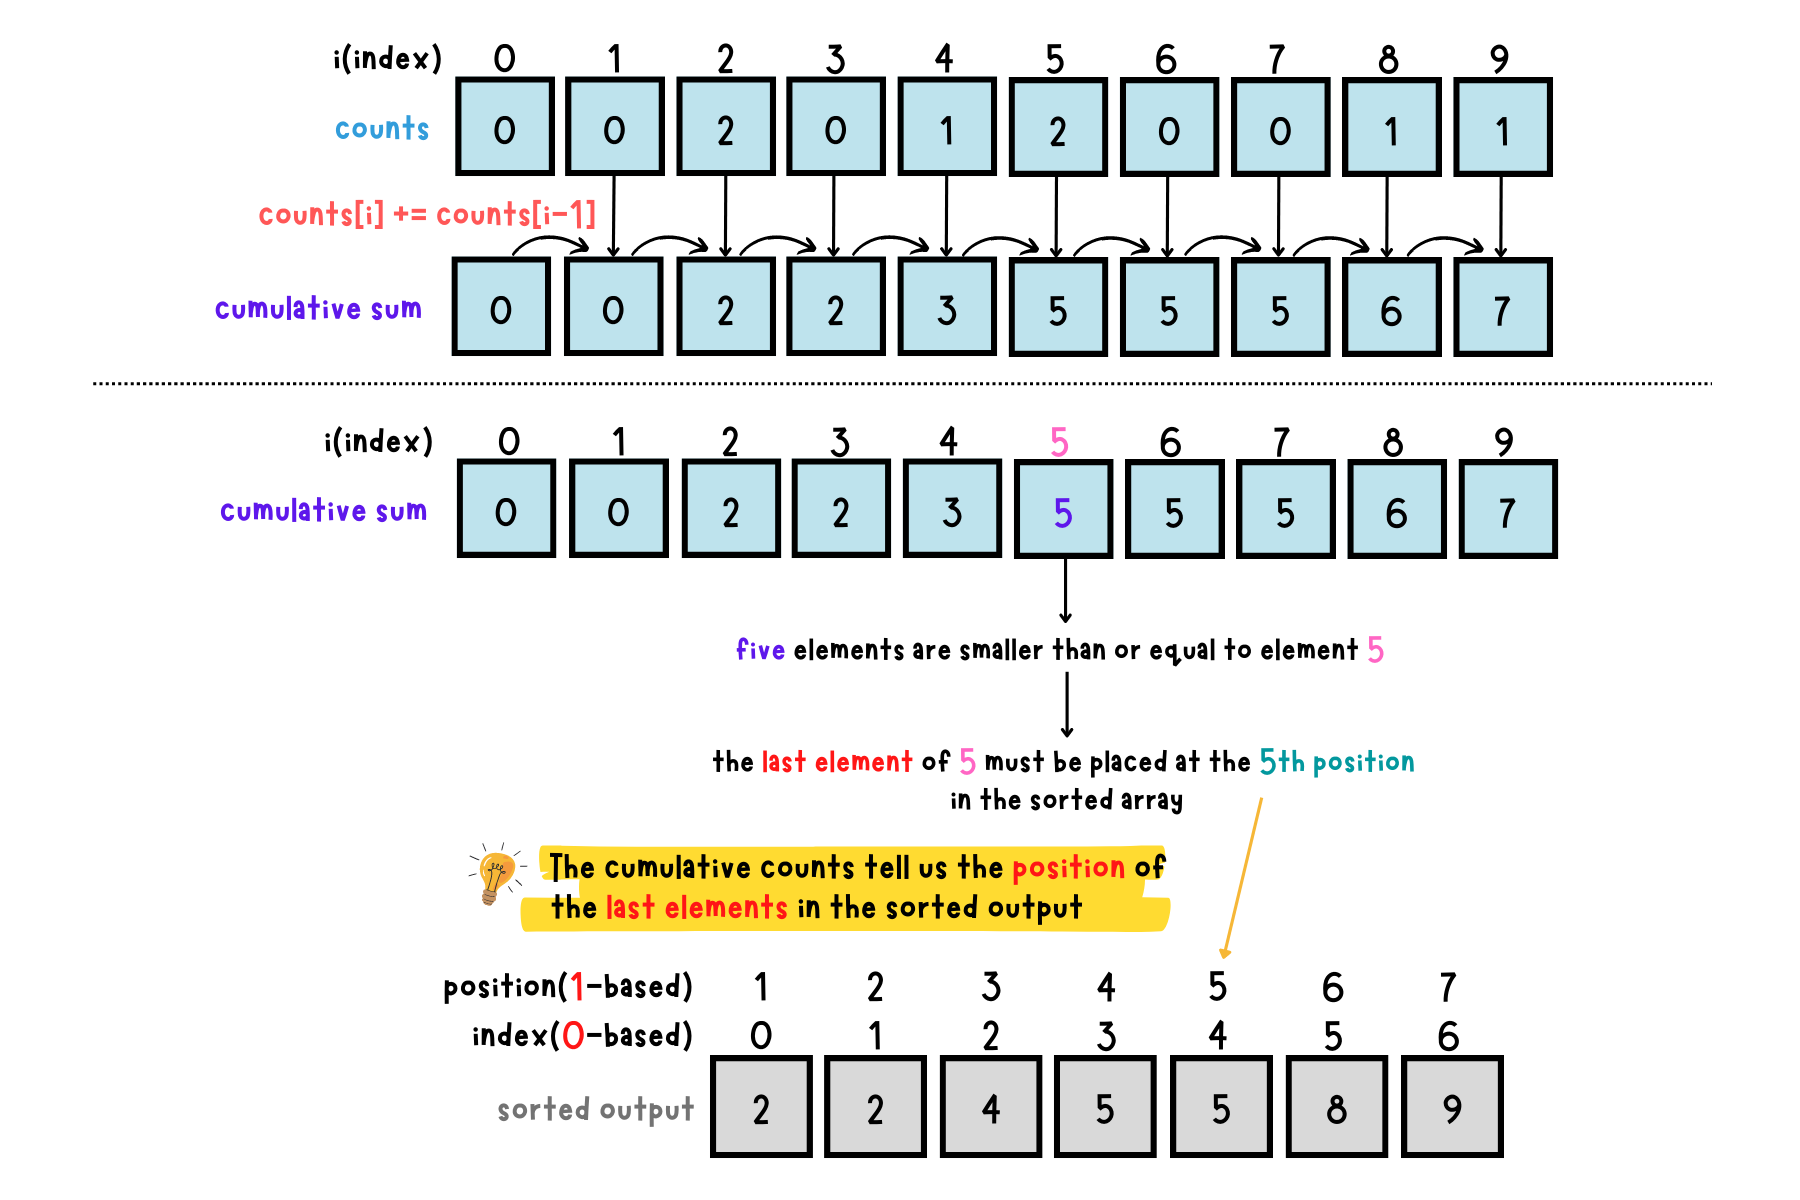 i(index) 0 1 2 3 4 5 6 7 8 9
counts 0 0 2 0 1 2 0 0 1 1
counts[i] += counts[i-1]
cumulative sum 0 0 2 2 3 5 5 5 6 7
i(index) 0 1 2 3 4 5 6 7 8 9
cumulative sum 0 0 2 2 3 5 5 5 6 7
five elements are smaller than or equal to element 5
the last element of 5 must be placed at the 5th position
in the sorted array
The cumulative counts tell us the position of
the last elements in the sorted output
position(1-based) 1 2 3 4 5 6 7
index(0-based) 0 1 2 3 4 5 6
sorted output 2 2 4 5 5 8 9